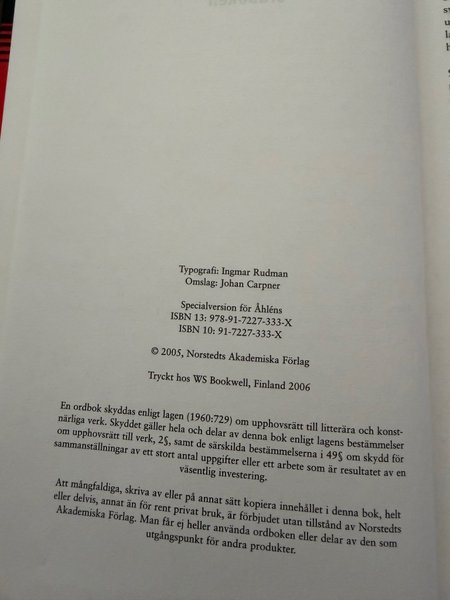 Typografi: Ingmar Rudman
Omslag: Johan Carpner
Specialversion för Åhléns
ISBN 13: 978-91-7227-333-X
ISBN 10: 91-7227-333-X
© 2005, Norstedts Akademiska Förlag
Tryckt hos WS Bookwell, Finland 2006
En ordbok skyddas enligt lagen (1960:729) om upphovsrätt till litterära och konst-
närliga verk. Skyddet gäller hela och delar av denna bok enligt lagens bestämmelser
om upphovsrätt till verk, 2§, samt de särskilda bestämmelserna i 49§ om skydd för
sammanställningar av ett stort antal uppgifter eller ett arbete som är resultatet av en
väsentlig investering.
Att mångfaldiga, skriva av eller på annat sätt kopiera innehållet i denna bok, helt
eller delvis, annat än för rent privat bruk, är förbjudet utan tillstånd av Norstedts
Akademiska Förlag. Man får ej heller använda ordboken eller delar av den som
utgångspunkt för andra produkter.